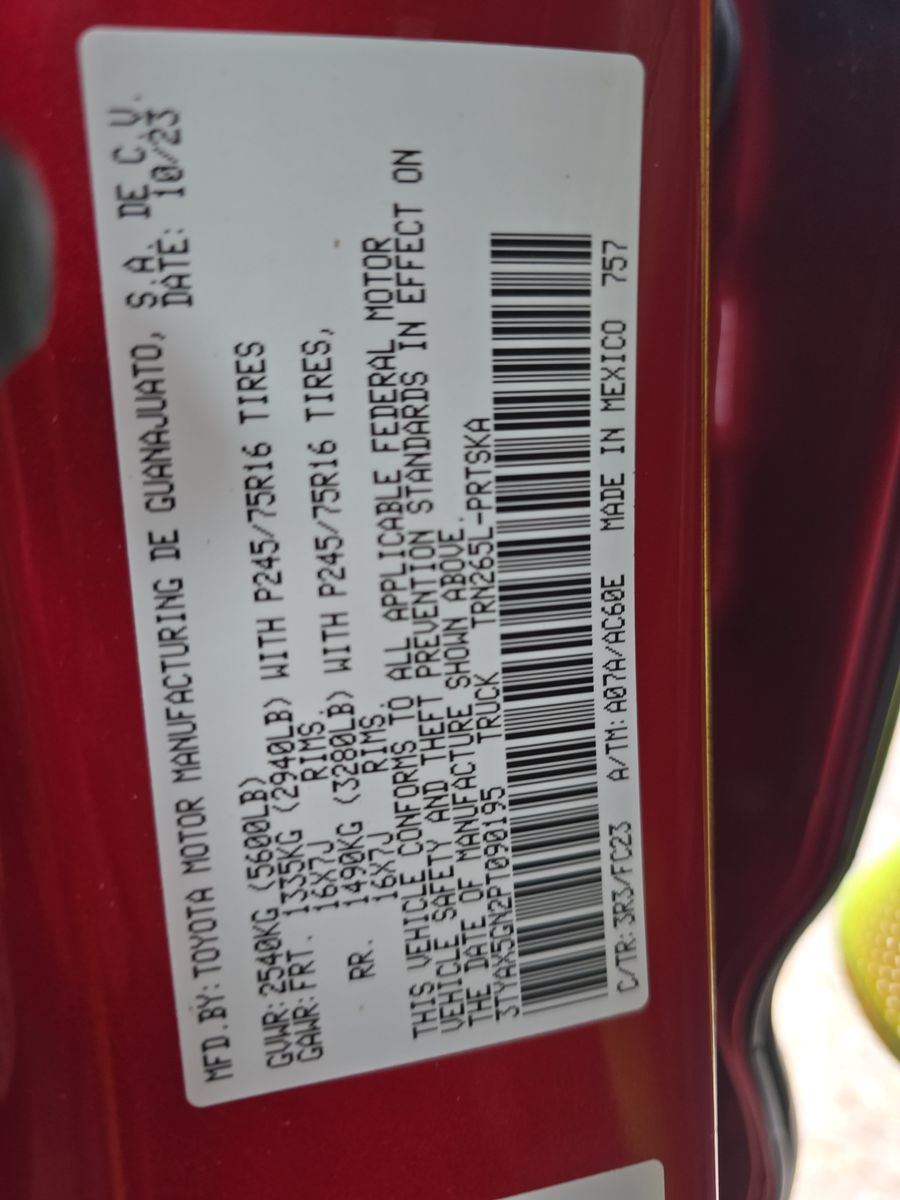 MFD.BY: TOYOTA MOTOR MANUFACTURING DE GUANAJUATO, S.A. DE C.V.
DATE: 10/23
GVWR: 2540KG (5600LB)
GAWR: FRT. 1335KG (2940LB) WITH P245/75R16 TIRES
16X7J RIMS.
RR. 1490KG (3280LB) WITH P245/75R16 TIRES,
16X7J RIMS.
THIS VEHICLE CONFORMS TO ALL APPLICABLE FEDERAL MOTOR
VEHICLE SAFETY AND THEFT PREVENTION STANDARDS IN EFFECT ON
THE DATE OF MANUFACTURE SHOWN ABOVE.
3TYAX5GN2PT090195 TRUCK TRN265L-PRTSKA
C/TR: 3R3/FC23 A/TM: A07A/AC60E MADE IN MEXICO 757